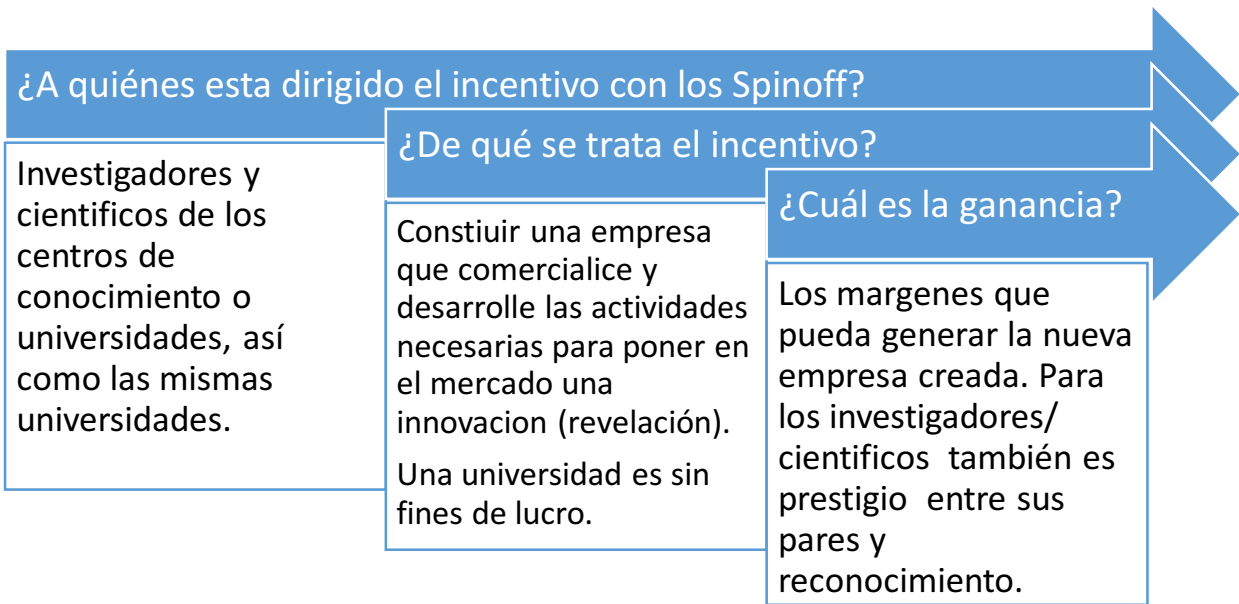 ¿A quiénes esta dirigido el incentivo con los Spinoff?
Investigadores y
cientificos de los
centros de
conocimiento o
universidades, así
como las mismas
universidades.
¿De qué se trata el incentivo?
Constiuir una empresa
que comercialice y
desarrolle las actividades
necesarias para poner en
el mercado una
innovacion (revelación).
Una universidad es sin
fines de lucro.
¿Cuál es la ganancia?
Los margenes que
pueda generar la nueva
empresa creada. Para
los investigadores/
cientificos también es
prestigio entre sus
pares y
reconocimiento.